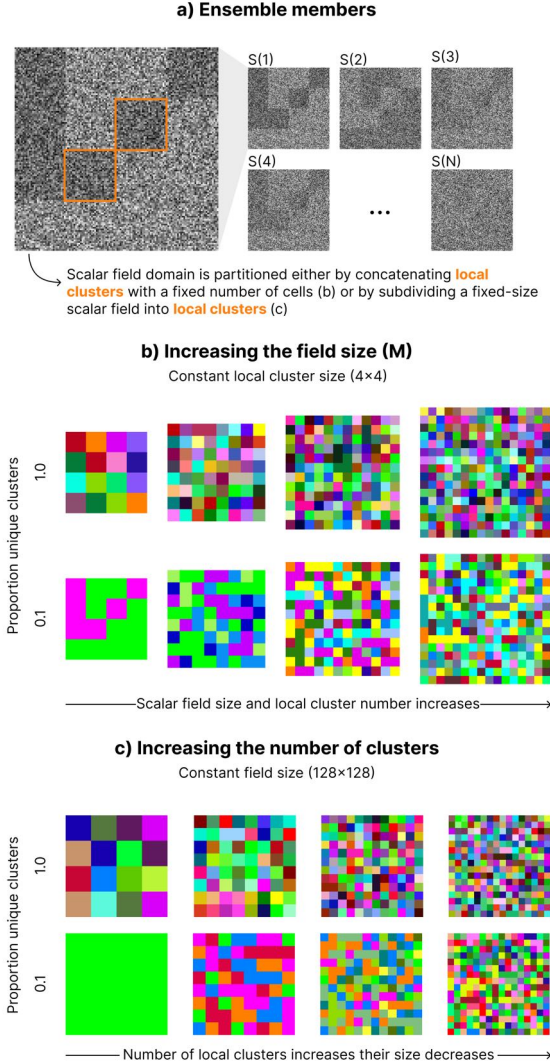 a) Ensemble members
S(1)
S(2)
S(3)
S(4)
...
S(N)
Scalar field domain is partitioned either by concatenating local
clusters with a fixed number of cells (b) or by subdividing a fixed-size
scalar field into local clusters (c)
b) Increasing the field size (M)
Constant local cluster size (4×4)
Proportion unique clusters
1.0
0.1
Scalar field size and local cluster number increases
c) Increasing the number of clusters
Constant field size (128×128)
Proportion unique clusters
1.0
0.1
Number of local clusters increases their size decreases